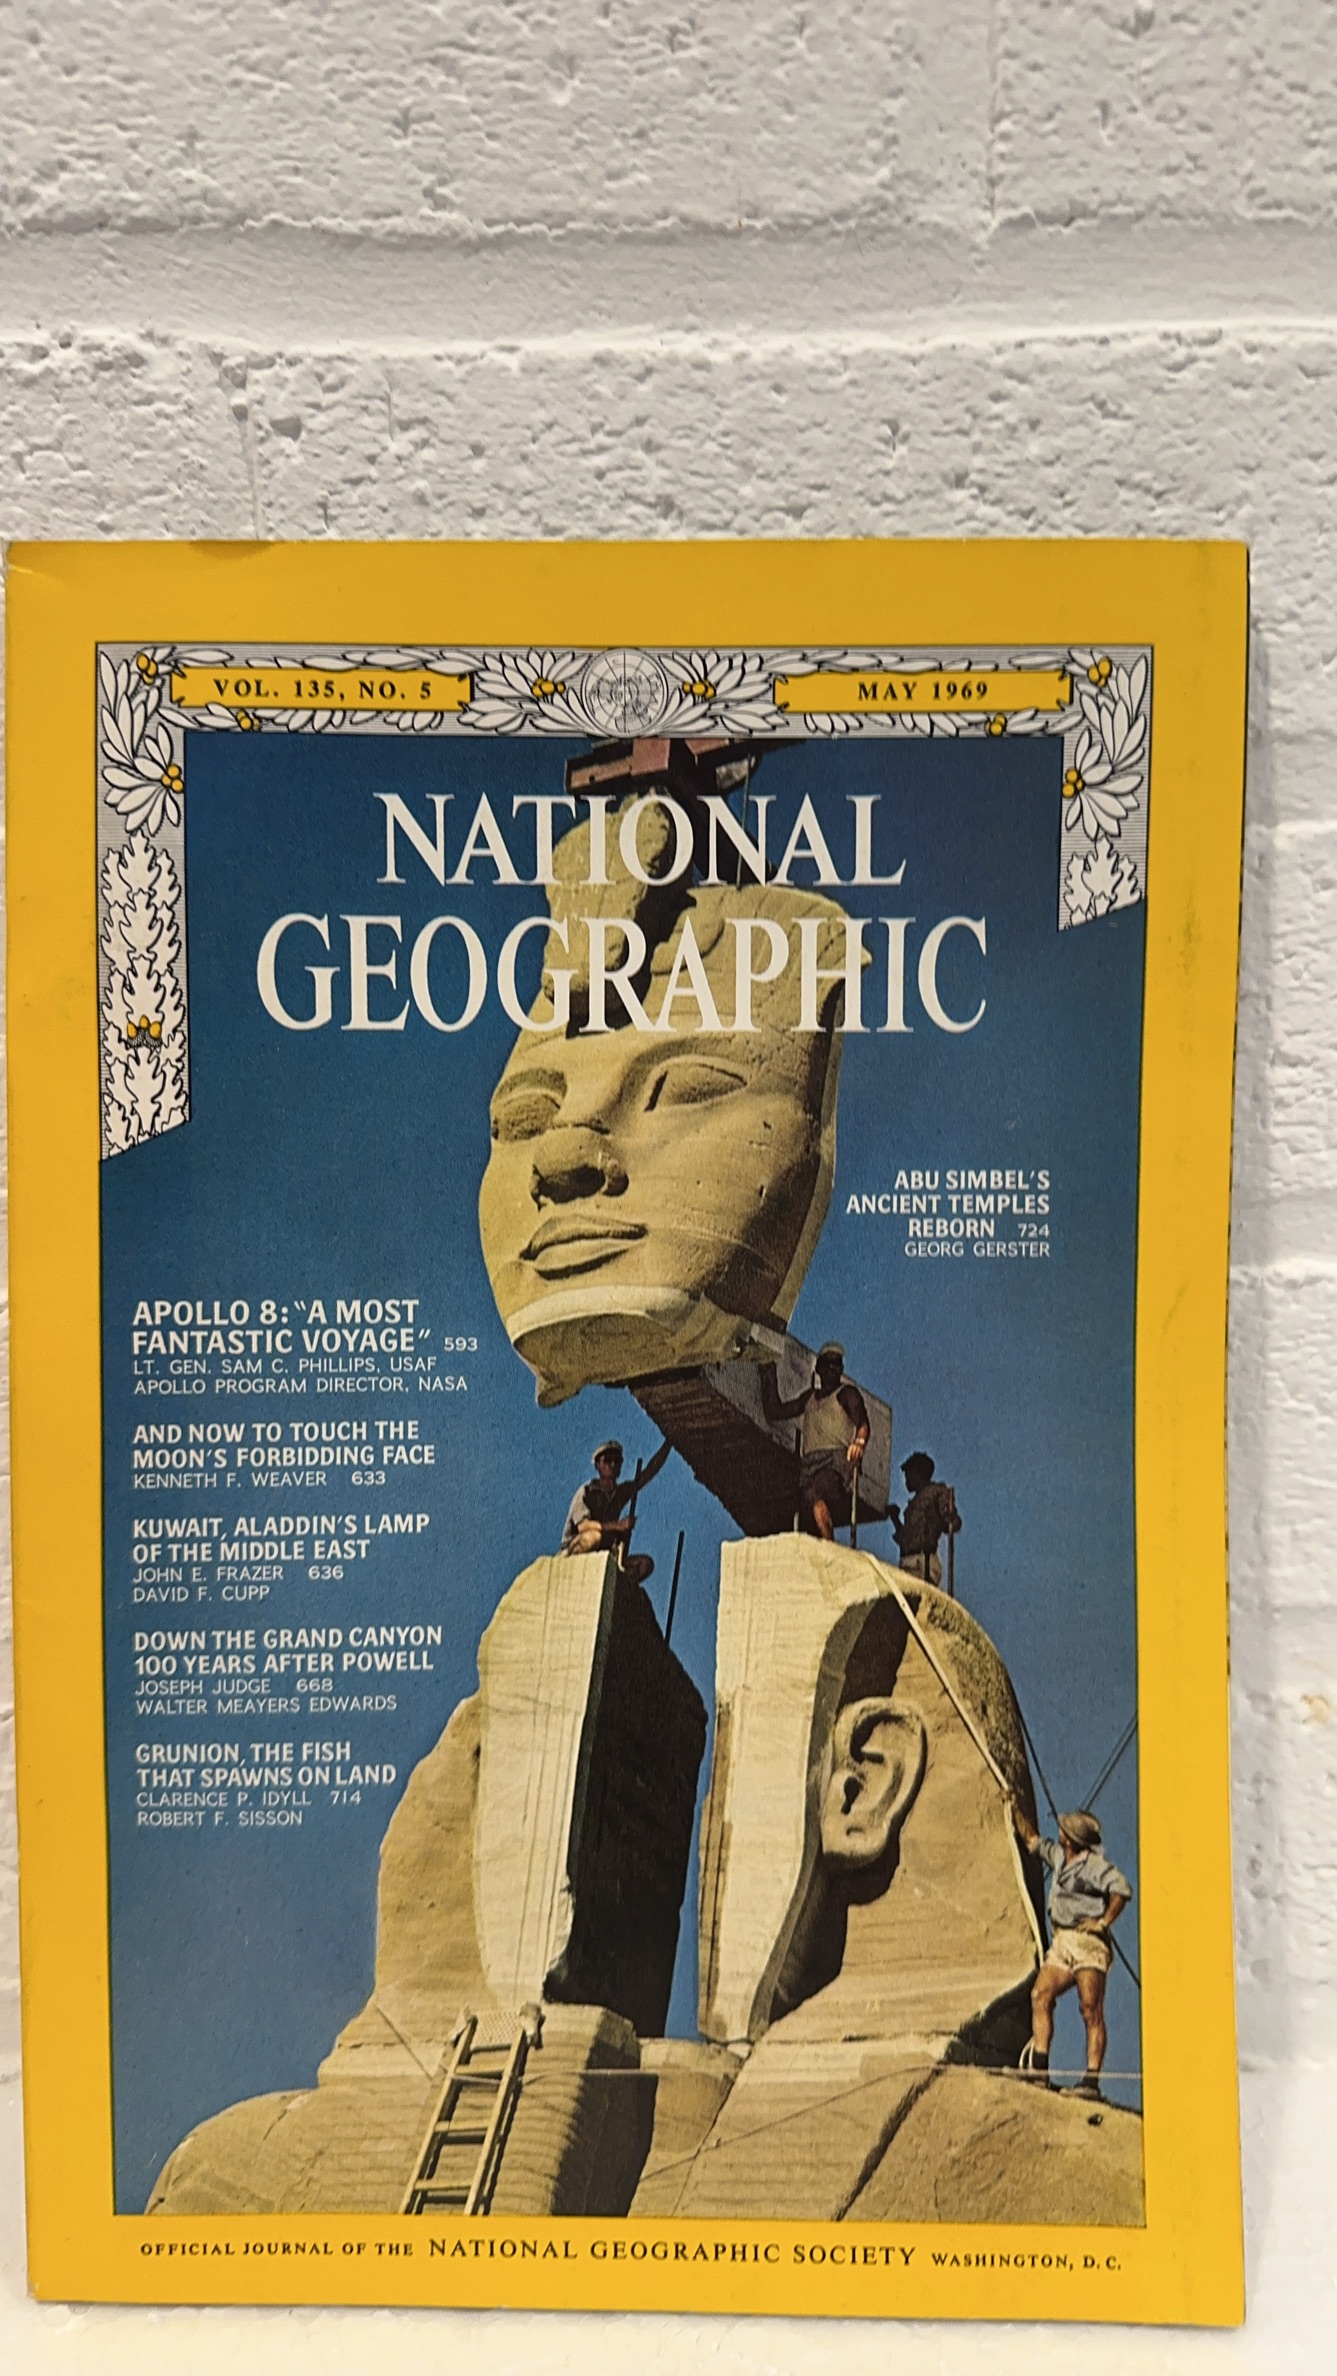 VOL. 135, NO. 5
MAY 1969
NATIONAL
GEOGRAPHIC
ABU SIMBEL'S
ANCIENT TEMPLES
REBORN 724
GEORG GERSTER
APOLLO 8: "A MOST
FANTASTIC VOYAGE" 593
LT. GEN. SAM C. PHILLIPS, USAF
APOLLO PROGRAM DIRECTOR, NASA
AND NOW TO TOUCH THE
MOON'S FORBIDDING FACE
KENNETH F. WEAVER 633
KUWAIT, ALADDIN'S LAMP
OF THE MIDDLE EAST
JOHN E. FRAZER 636
DAVID F. CUPP
DOWN THE GRAND CANYON
100 YEARS AFTER POWELL
JOSEPH JUDGE 668
WALTER MEAYERS EDWARDS
GRUNION, THE FISH
THAT SPAWNS ON LAND
CLARENCE P. IDYLL 714
ROBERT F. SISSON
OFFICIAL JOURNAL OF THE NATIONAL GEOGRAPHIC SOCIETY WASHINGTON, D.C.